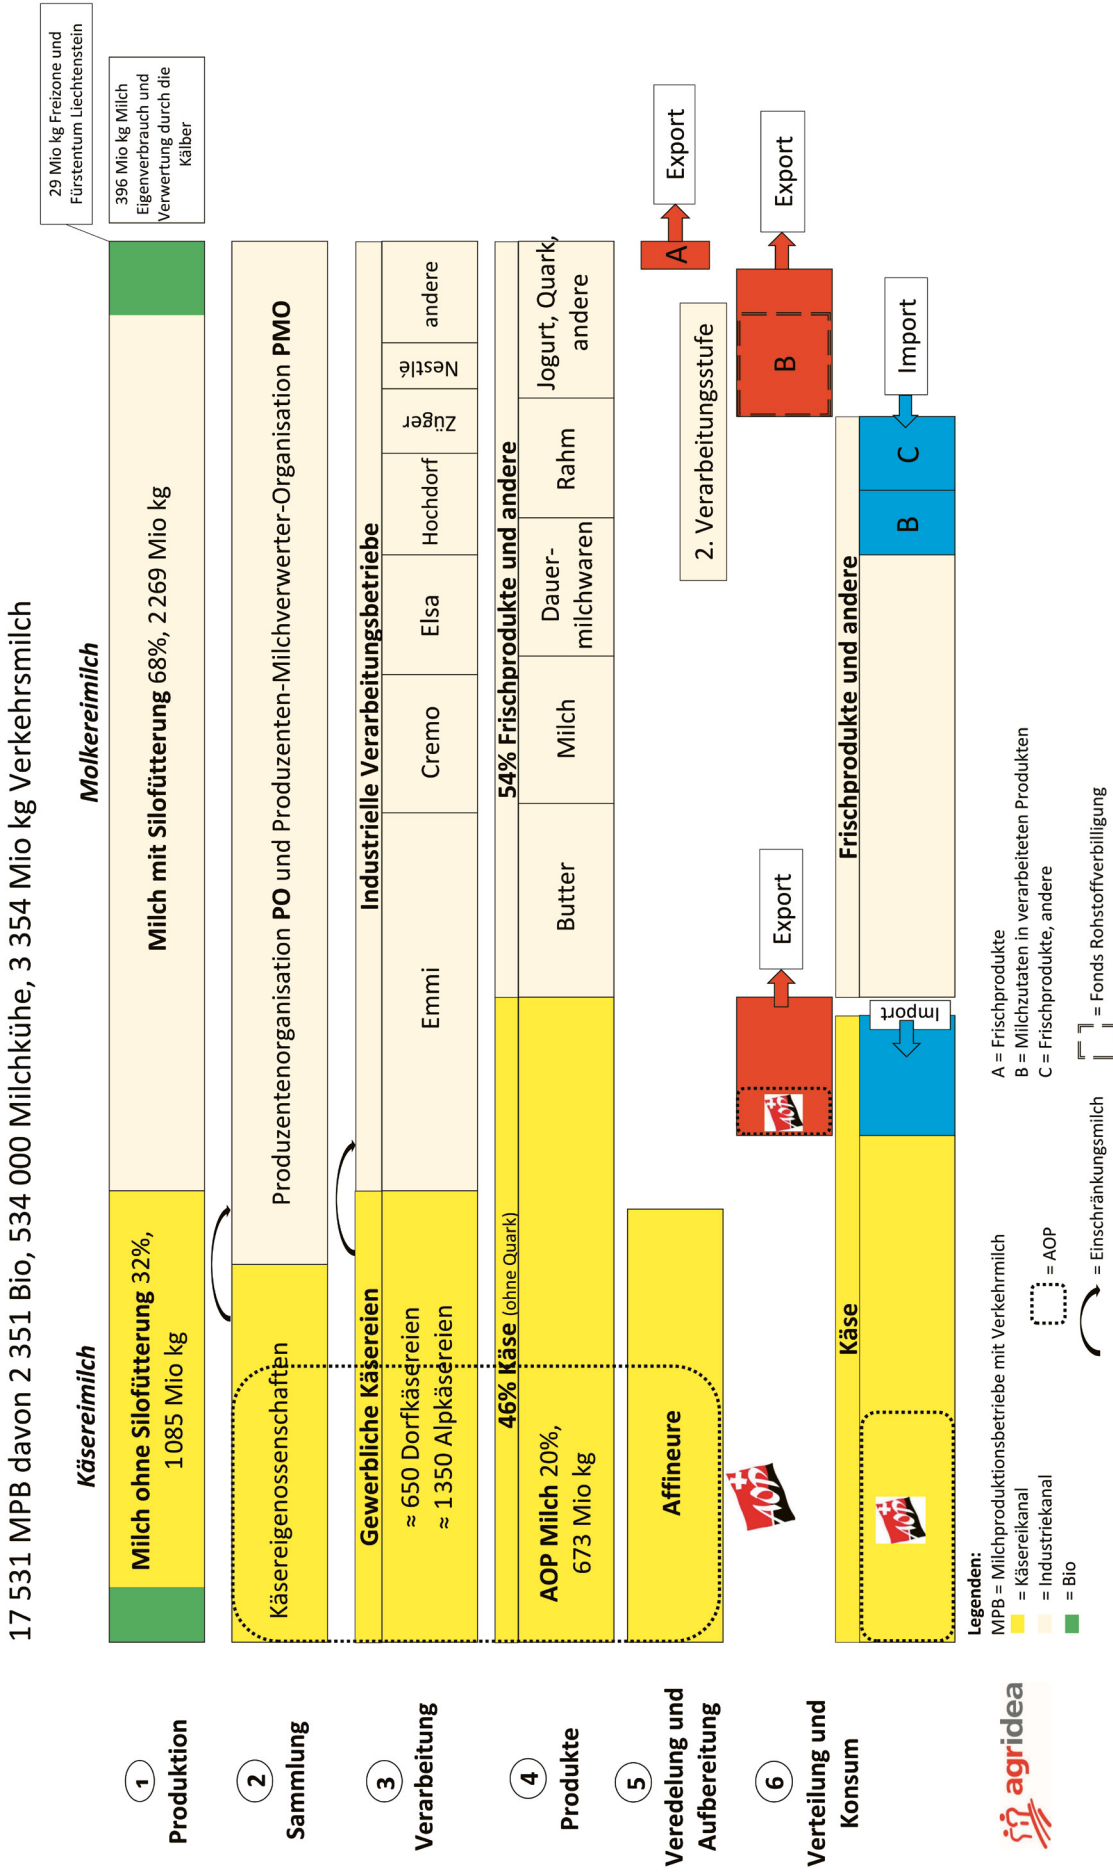 17 531 MPB davon 2 351 Bio, 534 000 Milchkühe, 3 354 Mio kg Verkehrsmilch
Käsereimilch
Molkereimilch
29 Mio kg Freizone und
Fürstentum Liechtenstein
1
Produktion
Milch ohne Silofütterung 32%,
1085 Mio kg
Milch mit Silofütterung 68%, 2 269 Mio kg
396 Mio kg Milch
Eigenverbrauch und
Verwertung durch die
Kälber
2
Sammlung
Käsereigenossenschaften
Produzentenorganisation PO und Produzenten-Milchverwerter-Organisation PMO
3
Verarbeitung
Gewerbliche Käsereien
≈ 650 Dorfkäsereien
≈ 1350 Alpkäsereien
Industrielle Verarbeitungsbetriebe
Emmi
Cremo
Elsa
Hochdorf
Züger
Nestlé
andere
4
Produkte
46% Käse (ohne Quark)
AOP Milch 20%,
673 Mio kg
54% Frischprodukte und andere
Butter
Milch
Dauer-
milchwaren
Rahm
Jogurt, Quark,
andere
5
Veredelung und
Aufbereitung
Affineure
A
Export
2. Verarbeitungsstufe
6
Verteilung und
Konsum
AOP
AOP
Export
B
Export
Käse
AOP
Import
Frischprodukte und andere
B
C
Import
Legenden:
MPB = Milchproduktionsbetriebe mit Verkehrmilch
= Käsereikanal
= Industriekanal
= Bio
= AOP
= Einschränkungsmilch
A = Frischprodukte
B = Milchzutaten in verarbeiteten Produkten
C = Frischprodukte, andere
= Fonds Rohstoffverbilligung
agridea